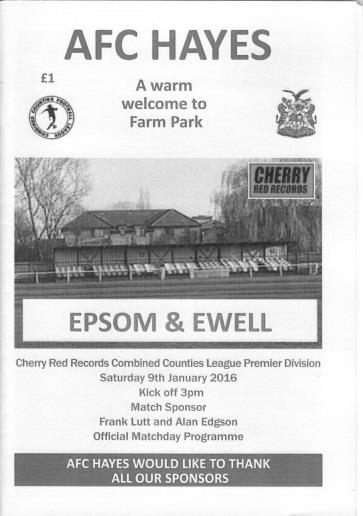 AFC HAYES
£1
A warm
welcome to
Farm Park
COMBINED COUNTIES FOOTBALL LEAGUE
CHERRY
RED RECORDS
EPSOM & EWELL
Cherry Red Records Combined Counties League Premier Division
Saturday 9th January 2016
Kick off 3pm
Match Sponsor
Frank Lutt and Alan Edgson
Official Matchday Programme
AFC HAYES WOULD LIKE TO THANK
ALL OUR SPONSORS